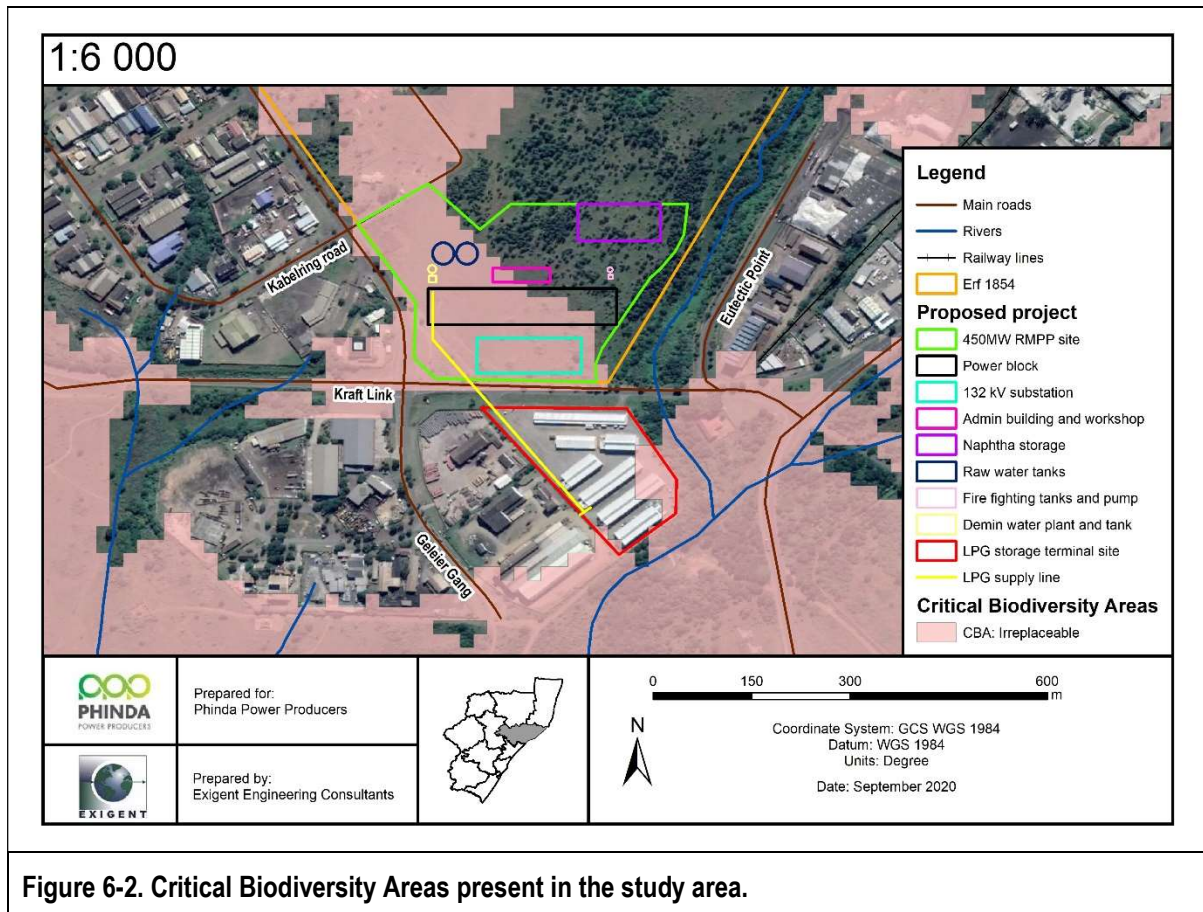 1:6 000
Kabelring road
Kraft Link
Geleier Gang
Eutectic Point
Legend
Main roads
Rivers
Railway lines
Erf 1854
Proposed project
450MW RMPP site
Power block
132 kV substation
Admin building and workshop
Naphtha storage
Raw water tanks
Fire fighting tanks and pump
Demin water plant and tank
LPG storage terminal site
LPG supply line
Critical Biodiversity Areas
CBA: Irreplaceable
PHINDA
POWER PRODUCERS
Prepared for:
Phinda Power Producers
EXIGENT
Prepared by:
Exigent Engineering Consultants
0 150 300 600
m
N
Coordinate System: GCS WGS 1984
Datum: WGS 1984
Units: Degree
Date: September 2020
Figure 6-2. Critical Biodiversity Areas present in the study area.